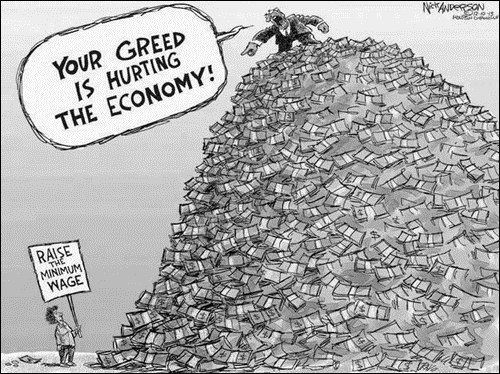 YOUR GREED
IS HURTING
THE ECONOMY!
NICK ANDERSON
RAISE
THE
MINIMUM
WAGE